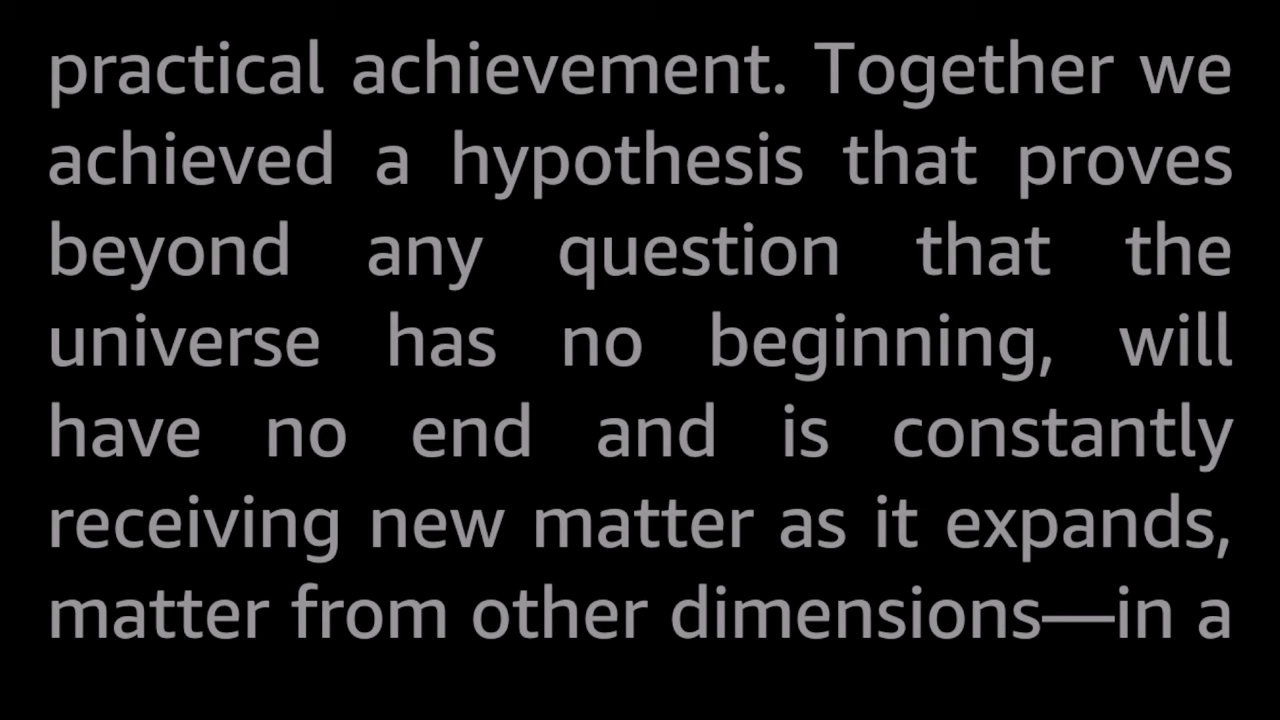 practical achievement. Together we
achieved a hypothesis that proves
beyond any question that the
universe has no beginning, will
have no end and is constantly
receiving new matter as it expands,
matter from other dimensions—in a